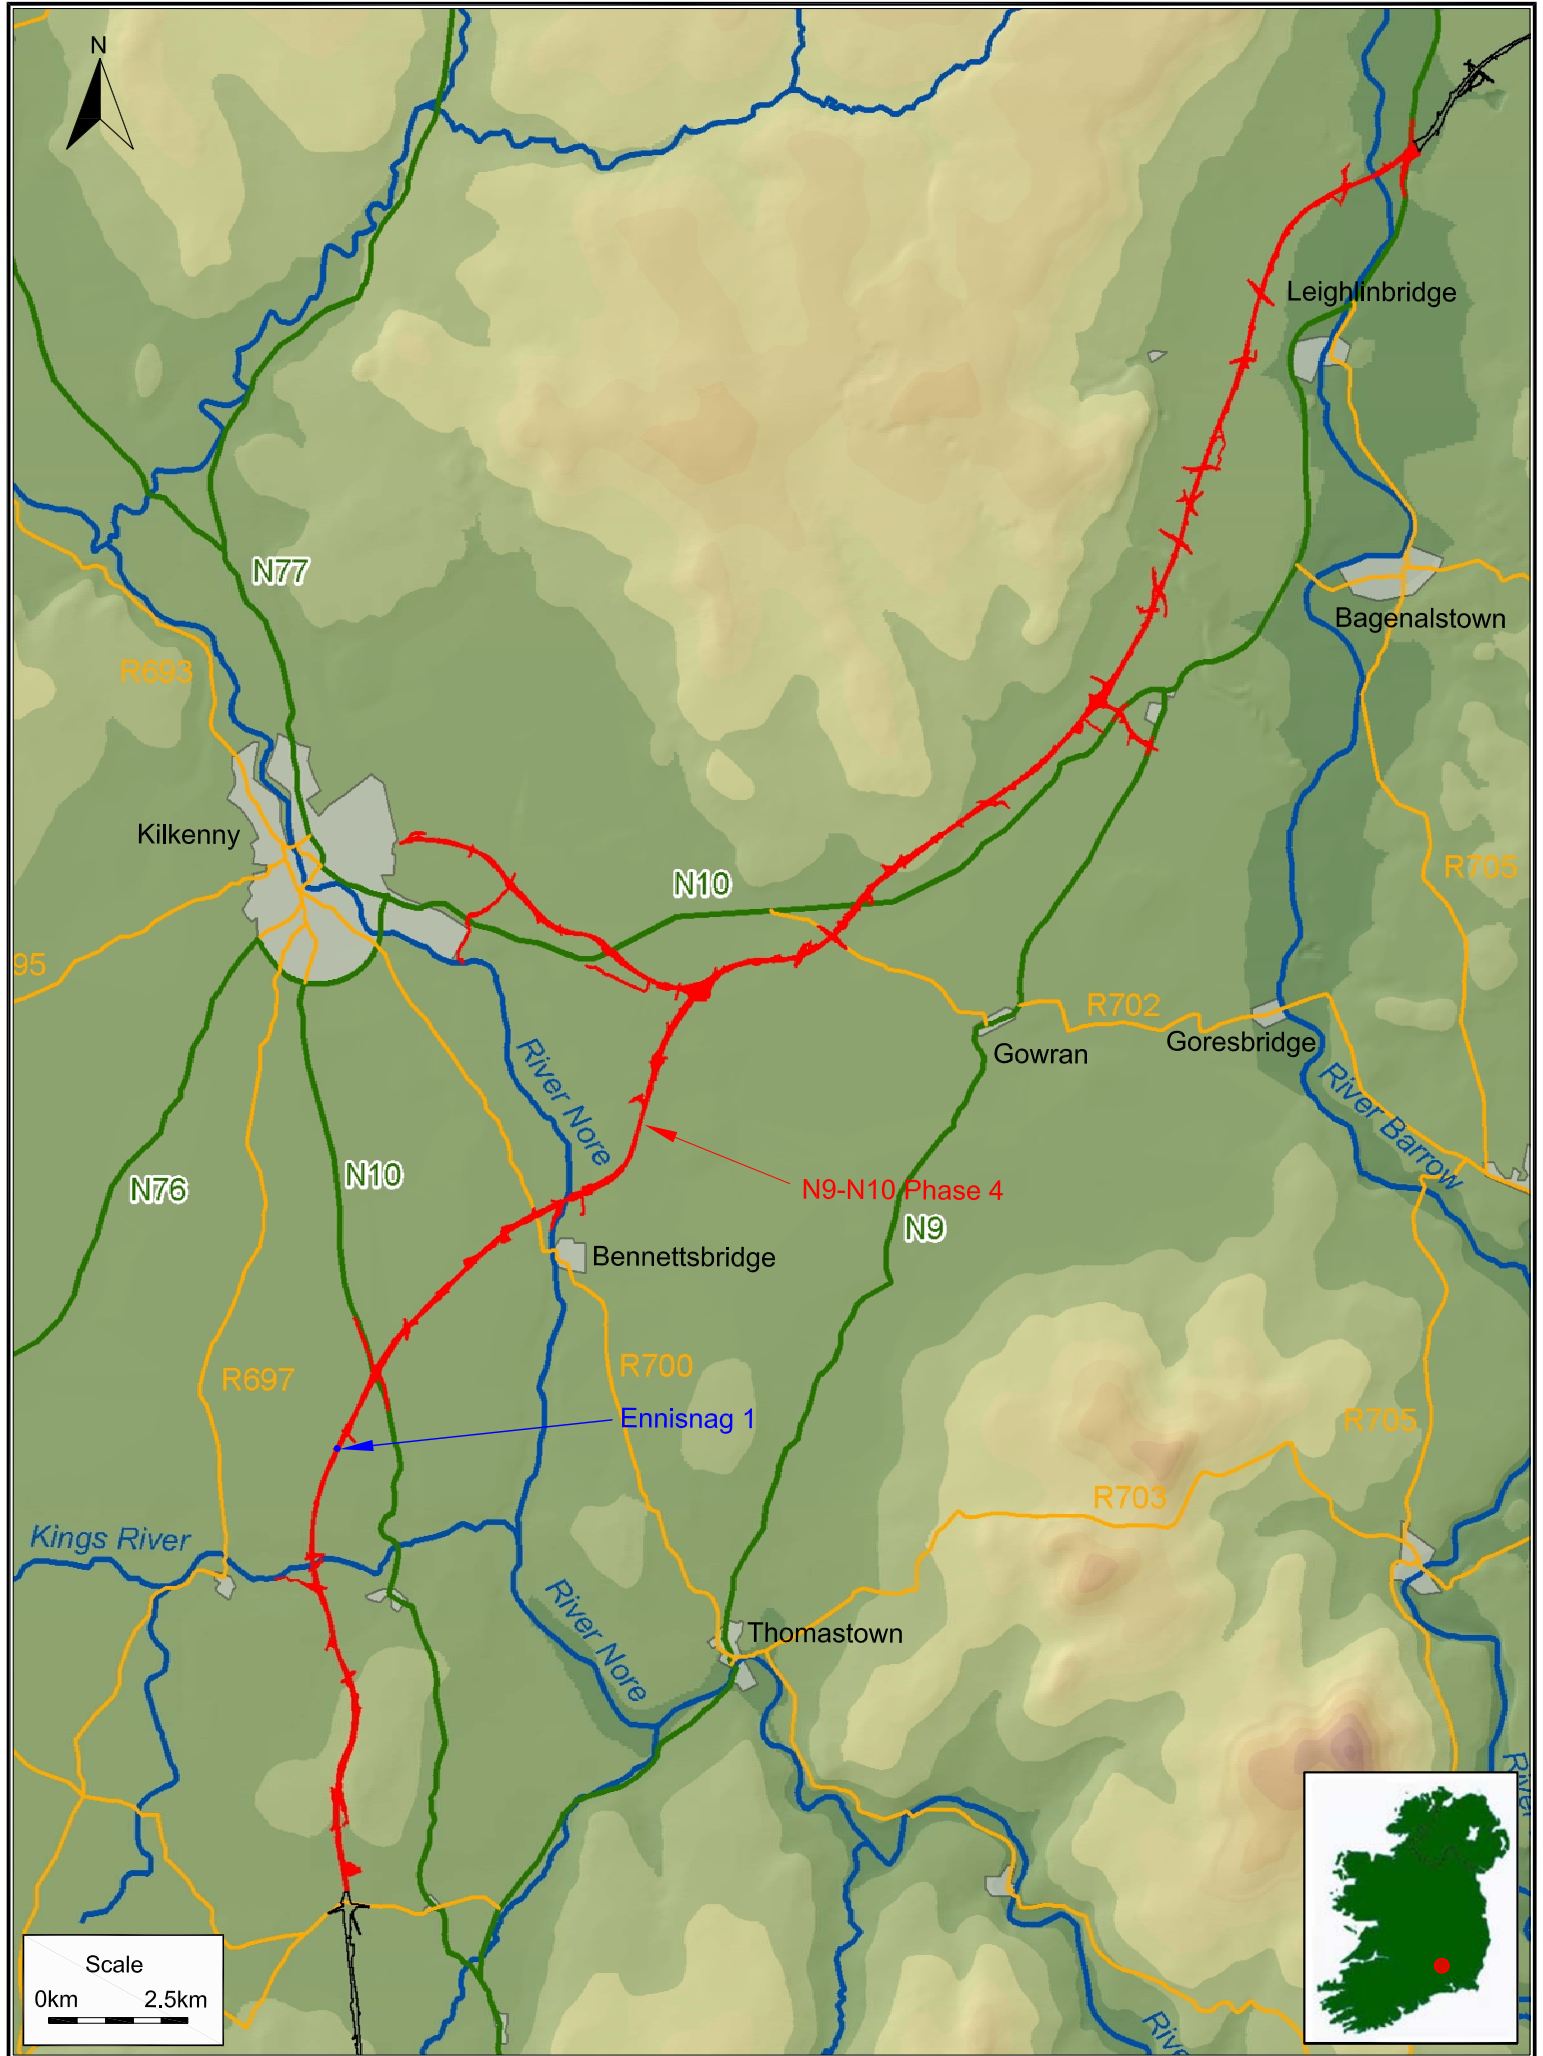 N
Leighlinbridge
N77
Bagenalstown
R693
Kilkenny
R705
N10
95
R702
Gowran
Goresbridge
River Nore
River Barrow
N76
N10
N9-N10 Phase 4
N9
Bennettsbridge
R700
R697
Ennisnag 1
R705
R703
Kings River
River Nore
Thomastown
River
Scale
0km 2.5km